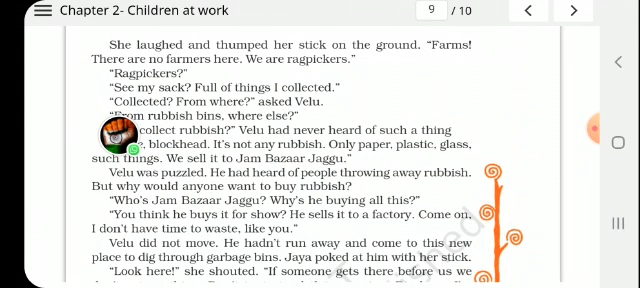 Chapter 2- Children at work
9 / 10
She laughed and thumped her stick on the ground. “Farms!
There are no farmers here. We are ragpickers.”
“Ragpickers?”
“See my sack? Full of things I collected.”
“Collected? From where?” asked Velu.
“From rubbish bins, where else?”
collect rubbish?” Velu had never heard of such a thing
blockhead. It’s not any rubbish. Only paper, plastic, glass,
such things. We sell it to Jam Bazaar Jaggu.”
Velu was puzzled. He had heard of people throwing away rubbish.
But why would anyone want to buy rubbish?
“Who’s Jam Bazaar Jaggu? Why’s he buying all this?”
“You think he buys it for show? He sells it to a factory. Come on,
I don’t have time to waste, like you.”
Velu did not move. He hadn’t run away and come to this new
place to dig through garbage bins. Jaya poked at him with her stick.
“Look here!” she shouted. “If someone gets there before us we